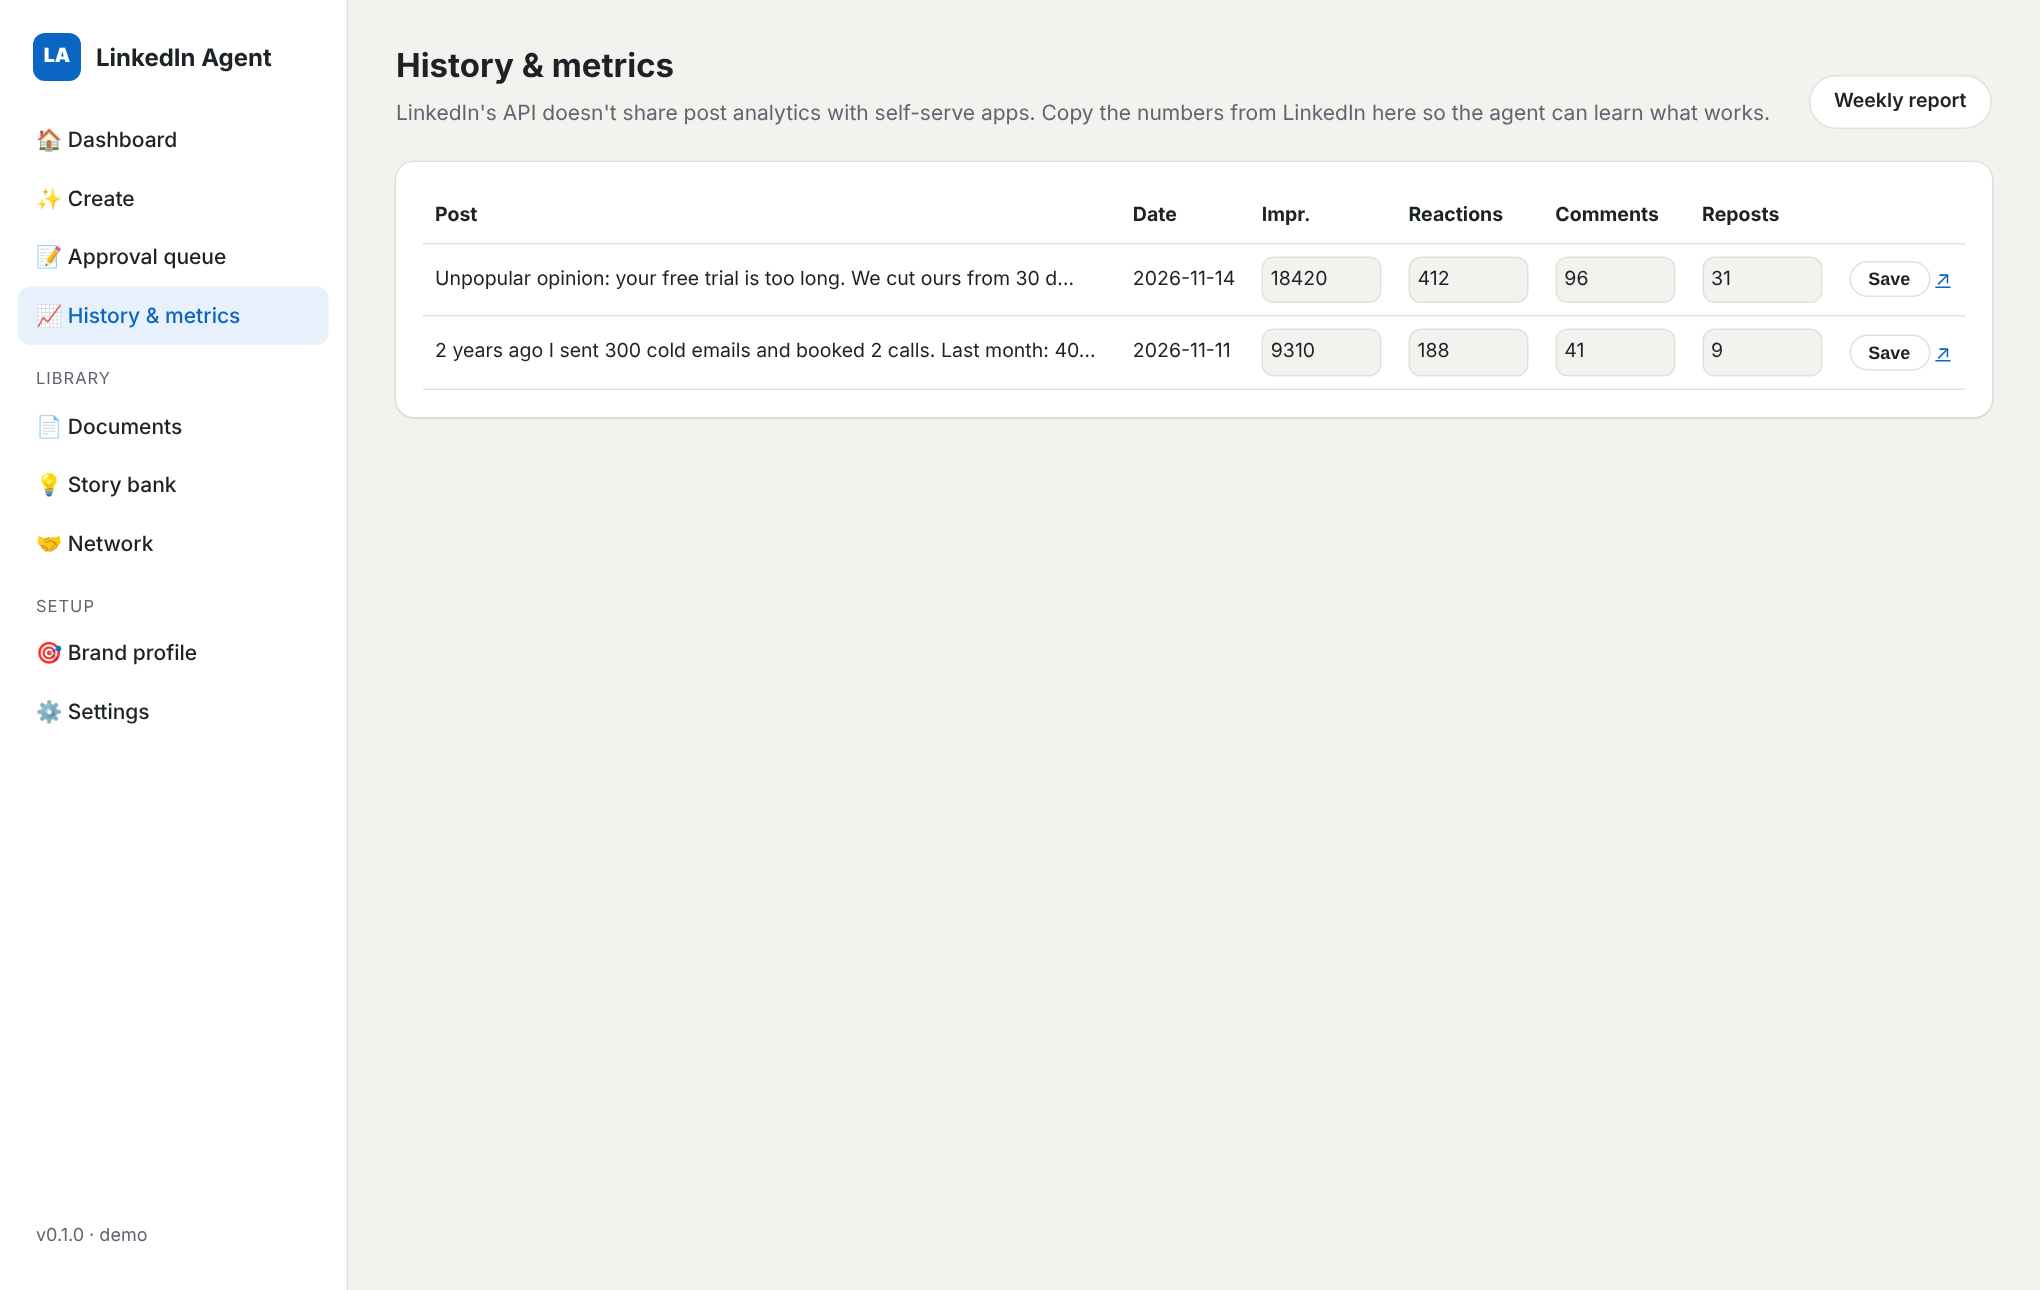 LA LinkedIn Agent
Dashboard
Create
Approval queue
History & metrics
LIBRARY
Documents
Story bank
Network
SETUP
Brand profile
Settings
v0.1.0 · demo
History & metrics
LinkedIn's API doesn't share post analytics with self-serve apps. Copy the numbers from LinkedIn here so the agent can learn what works.
Weekly report
Post Date Impr. Reactions Comments Reposts
Unpopular opinion: your free trial is too long. We cut ours from 30 d... 2026-11-14 18420 412 96 31 Save ↗
2 years ago I sent 300 cold emails and booked 2 calls. Last month: 40... 2026-11-11 9310 188 41 9 Save ↗